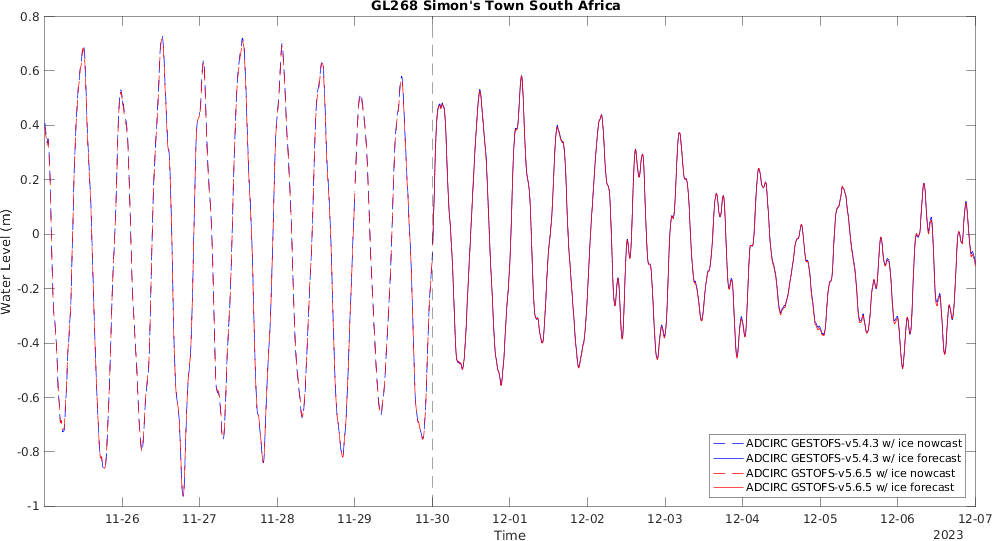 GL268 Simon's Town South Africa
0.8
0.6
0.4
0.2
0
-0.2
-0.4
-0.6
-0.8
-1
Water Level (m)
ADCIRC GESTOFS-v5.4.3 w/ ice nowcast
ADCIRC GESTOFS-v5.4.3 w/ ice forecast
ADCIRC GSTOFS-v5.6.5 w/ ice nowcast
ADCIRC GSTOFS-v5.6.5 w/ ice forecast
11-26 11-27 11-28 11-29 11-30 12-01 12-02 12-03 12-04 12-05 12-06 12-07
Time
2023